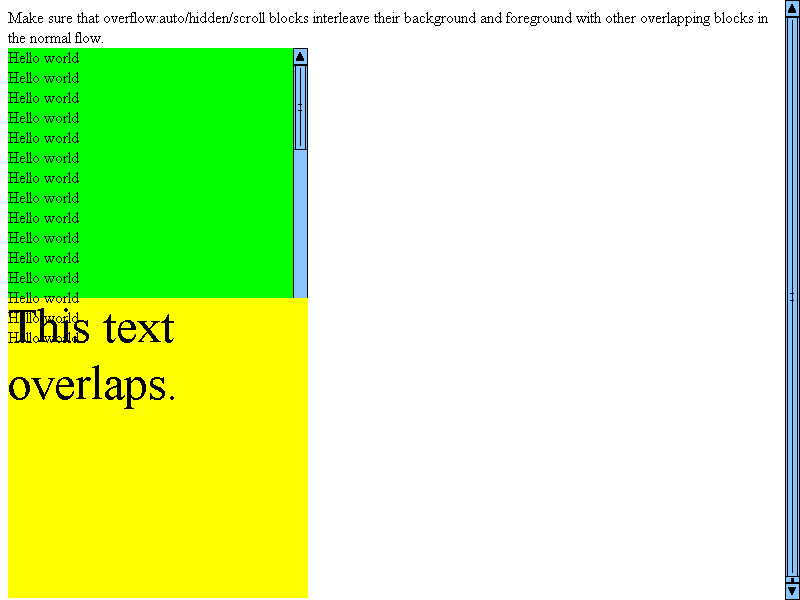 Make sure that overflow:auto/hidden/scroll blocks interleave their background and foreground with other overlapping blocks in
the normal flow.
Hello world
Hello world
Hello world
Hello world
Hello world
Hello world
Hello world
Hello world
Hello world
Hello world
Hello world
Hello world
Hello world
Hello world
This text
Hello world
overlaps.